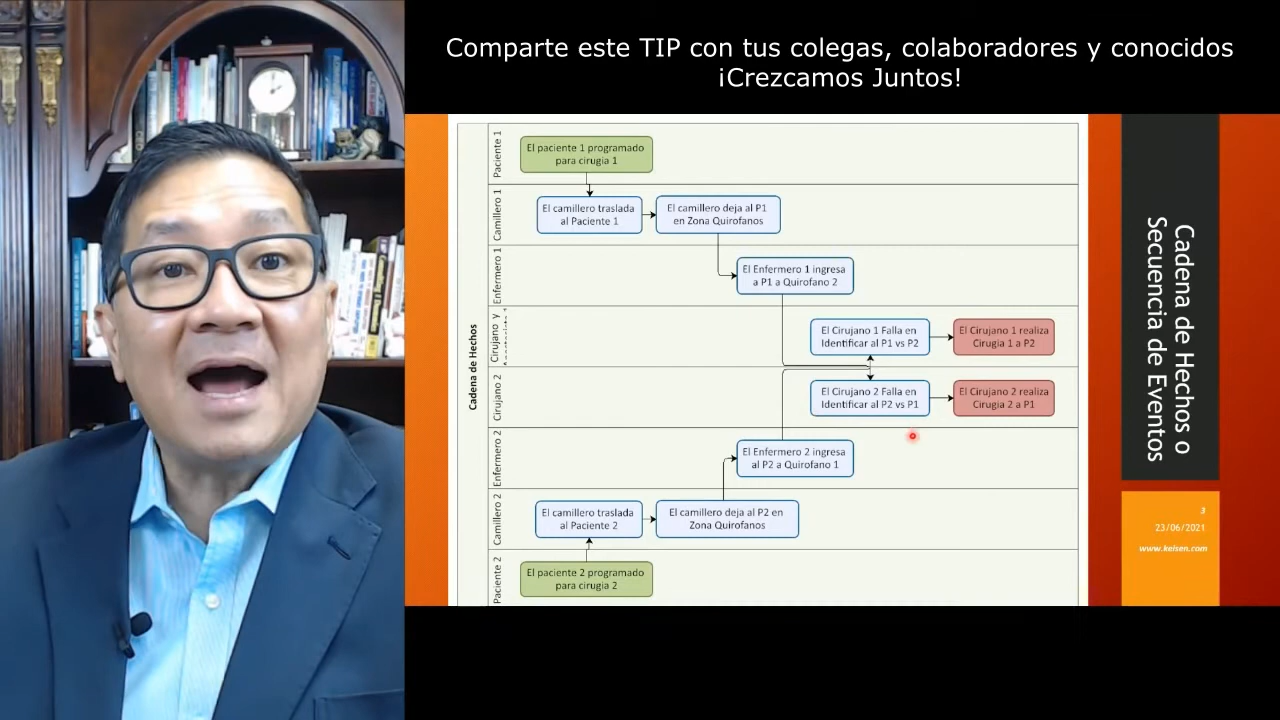 Comparte este TIP con tus colegas, colaboradores y conocidos
¡Crezcamos Juntos!
Cadena de Hechos
Paciente 1
El paciente 1 programado
para cirugia 1
Camillero 1
El camillero traslada
al Paciente 1
El camillero deja al P1
en Zona Quirofanos
Enfermero 1
El Enfermero 1 ingresa
a P1 a Quirofano 2
Cirujano y
El Cirujano 1 Falla en
Identificar al P1 vs P2
El Cirujano 1 realiza
Cirugia 1 a P2
Cirujano 2
El Cirujano 2 Falla en
Identificar al P2 vs P1
El Cirujano 2 realiza
Cirugia 2 a P1
Enfermero 2
El Enfermero 2 ingresa
al P2 a Quirofano 1
Camillero 2
El camillero traslada
al Paciente 2
El camillero deja al P2 en
Zona Quirofanos
Paciente 2
El paciente 2 programado
para cirugia 2
Cadena de Hechos o
Secuencia de Eventos
3
23/06/2021
www.keisen.com